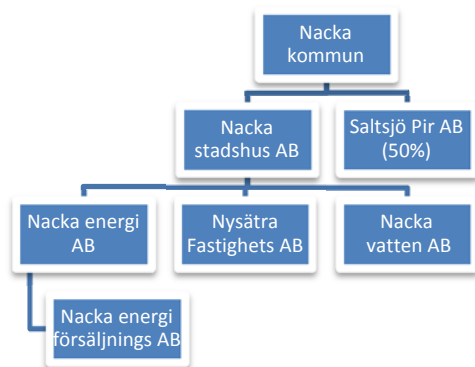 Nacka
kommun
Nacka
stadshus AB
Saltsjö Pir AB
(50%)
Nacka energi
AB
Nysätra
Fastighets AB
Nacka
vatten AB
Nacka energi
försäljnings AB